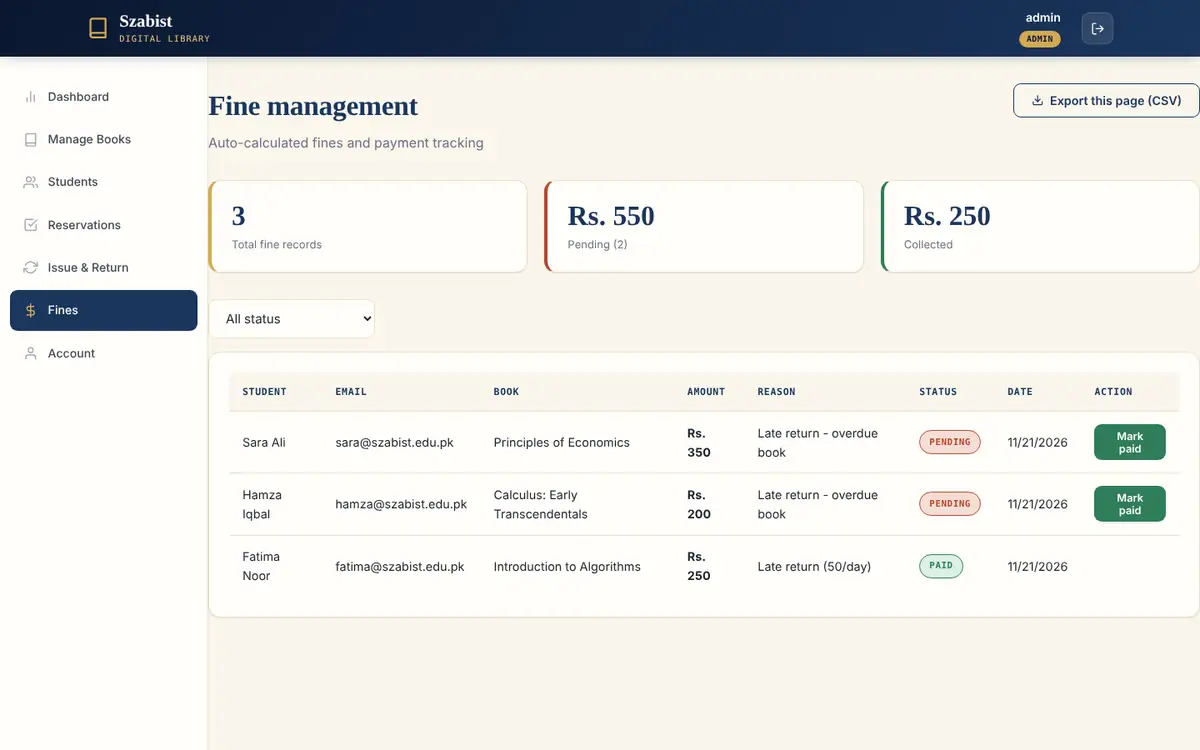 Szabist
DIGITAL LIBRARY
admin
ADMIN
Dashboard
Manage Books
Students
Reservations
Issue & Return
Fines
Account
Fine management
Auto-calculated fines and payment tracking
Export this page (CSV)
3
Total fine records
Rs. 550
Pending (2)
Rs. 250
Collected
All status
STUDENT EMAIL BOOK AMOUNT REASON STATUS DATE ACTION
Sara Ali sara@szabist.edu.pk Principles of Economics Rs. 350 Late return - overdue book PENDING 11/21/2026 Mark paid
Hamza Iqbal hamza@szabist.edu.pk Calculus: Early Transcendentals Rs. 200 Late return - overdue book PENDING 11/21/2026 Mark paid
Fatima Noor fatima@szabist.edu.pk Introduction to Algorithms Rs. 250 Late return (50/day) PAID 11/21/2026